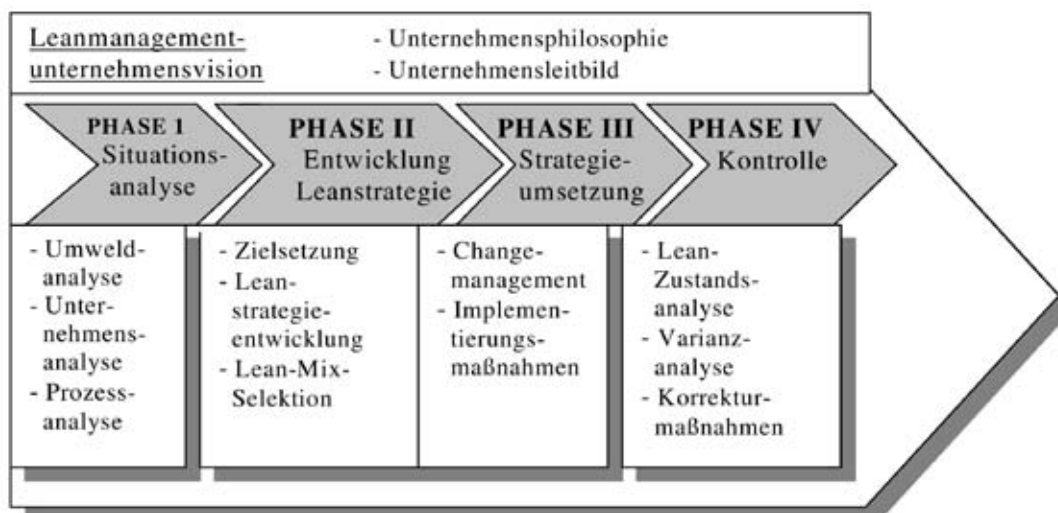 Leanmanagement-
unternehmensvision
- Unternehmensphilosophie
- Unternehmensleitbild
PHASE 1
Situations-
analyse
PHASE II
Entwicklung
Leanstrategie
PHASE III
Strategie-
umsetzung
PHASE IV
Kontrolle
- Umweld-
analyse
- Unter-
nehmens-
analyse
- Prozess-
analyse
- Zielsetzung
- Lean-
strategie-
entwicklung
- Lean-Mix-
Selektion
- Change-
management
- Implemen-
tierungs-
maßnahmen
- Lean-
Zustands-
analyse
- Varianz-
analyse
- Korrektur-
maßnahmen